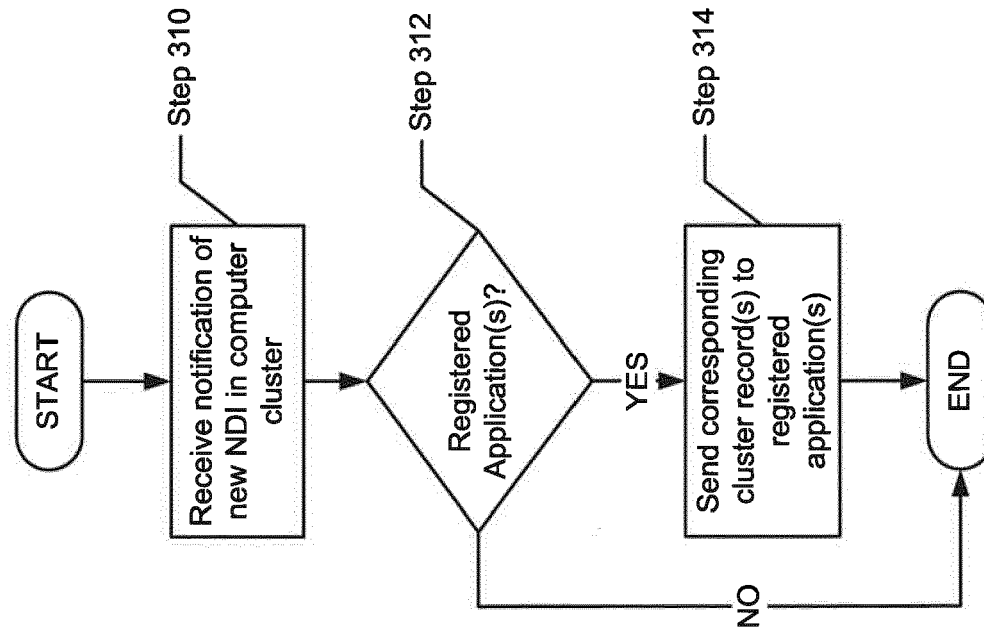 START
Receive notification of
new NDI in computer
cluster
Step 310
Registered
Application(s)?
Step 312
YES
NO
Send corresponding
cluster record(s) to
registered
application(s)
Step 314
END